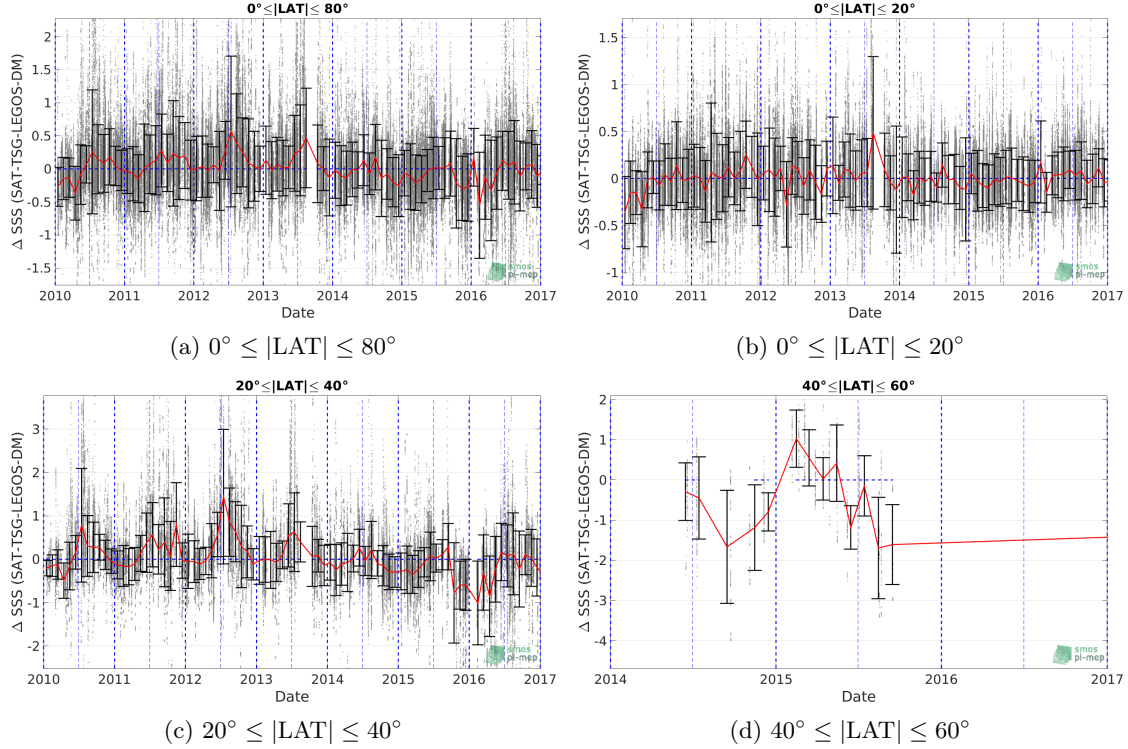 0°≤|LAT|≤ 80°
Δ SSS (SAT-TSG-LEGOS-DM)
2
1.5
1
0.5
0
-0.5
-1
-1.5
2010 2011 2012 2013 2014 2015 2016 2017
Date
smos
pi-mep
(a) 0° ≤ |LAT| ≤ 80°
0°≤|LAT|≤ 20°
Δ SSS (SAT-TSG-LEGOS-DM)
1.5
1
0.5
0
-0.5
-1
2010 2011 2012 2013 2014 2015 2016 2017
Date
smos
pi-mep
(b) 0° ≤ |LAT| ≤ 20°
20°≤|LAT|≤ 40°
Δ SSS (SAT-TSG-LEGOS-DM)
3
2
1
0
-1
-2
2010 2011 2012 2013 2014 2015 2016 2017
Date
smos
pi-mep
(c) 20° ≤ |LAT| ≤ 40°
40°≤|LAT|≤ 60°
Δ SSS (SAT-TSG-LEGOS-DM)
2
1
0
-1
-2
-3
-4
2014 2015 2016 2017
Date
smos
pi-mep
(d) 40° ≤ |LAT| ≤ 60°